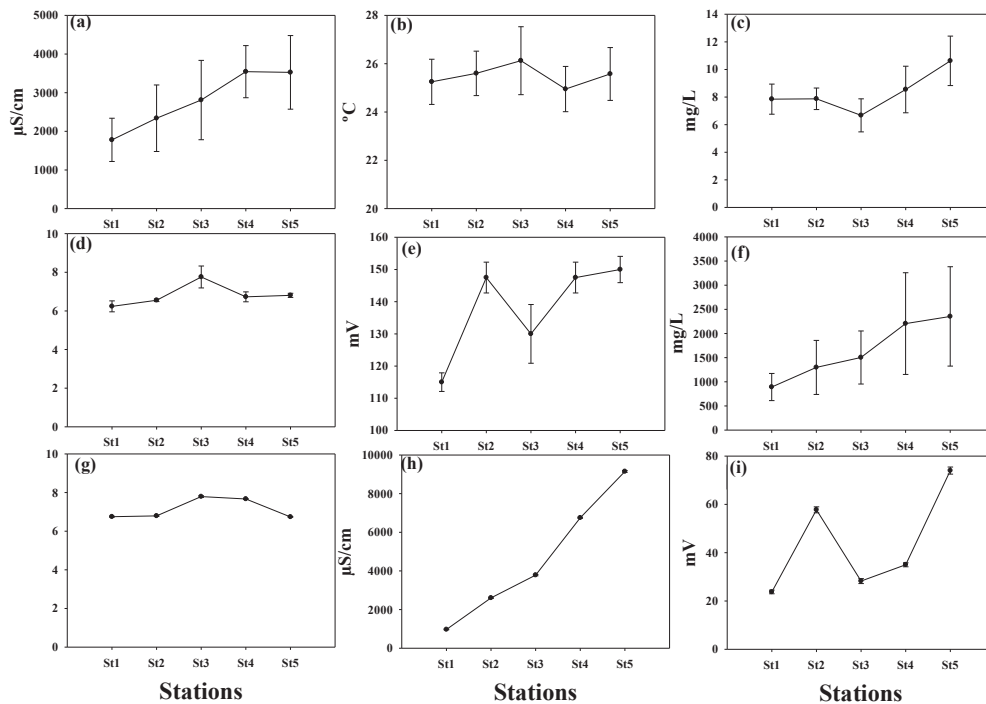 (a)
5000
4000
3000
2000
1000
0
µS/cm
St1 St2 St3 St4 St5
(b)
28
26
24
22
20
ºC
St1 St2 St3 St4 St5
(c)
14
12
10
8
6
4
2
0
mg/L
St1 St2 St3 St4 St5
(d)
10
8
6
4
2
0
St1 St2 St3 St4 St5
(e)
160
150
140
130
120
110
100
mV
St1 St2 St3 St4 St5
(f)
4000
3500
3000
2500
2000
1500
1000
500
0
mg/L
St1 St2 St3 St4 St5
(g)
10
8
6
4
2
0
St1 St2 St3 St4 St5
Stations
(h)
10000
8000
6000
4000
2000
0
µS/cm
St1 St2 St3 St4 St5
Stations
(i)
80
60
40
20
0
mV
St1 St2 St3 St4 St5
Stations